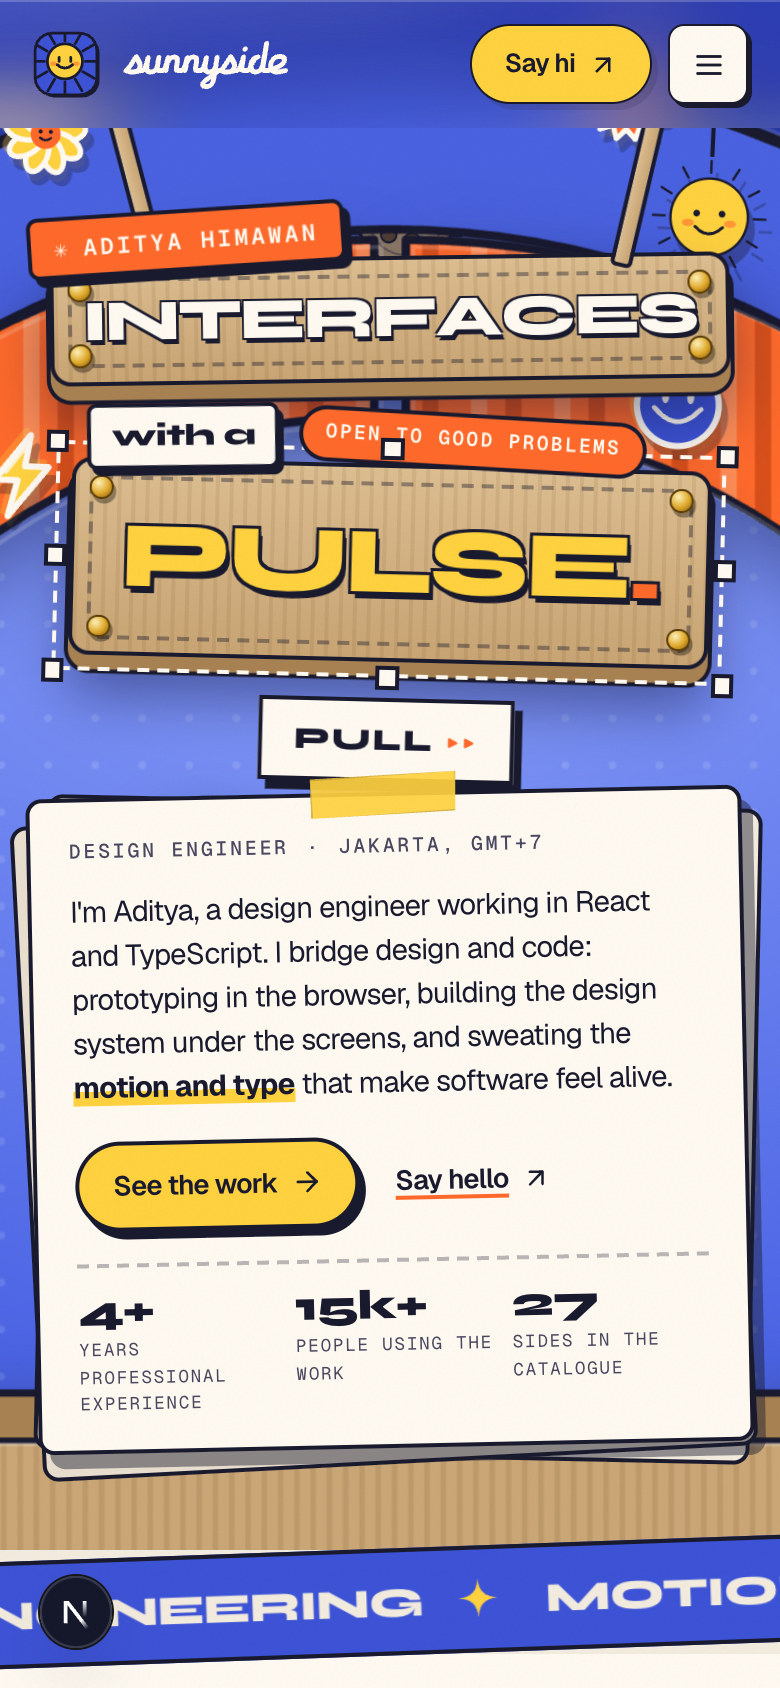 sunnyside
Say hi
✳ ADITYA HIMAWAN
INTERFACES
with a
OPEN TO GOOD PROBLEMS
PULSE.
PULL
DESIGN ENGINEER · JAKARTA, GMT+7
I'm Aditya, a design engineer working in React
and TypeScript. I bridge design and code:
prototyping in the browser, building the design
system under the screens, and sweating the
motion and type that make software feel alive.
See the work →
Say hello ↗
4+
YEARS
PROFESSIONAL
EXPERIENCE
15k+
PEOPLE USING THE
WORK
27
SIDES IN THE
CATALOGUE
N
NEERING ✦ MOTIO